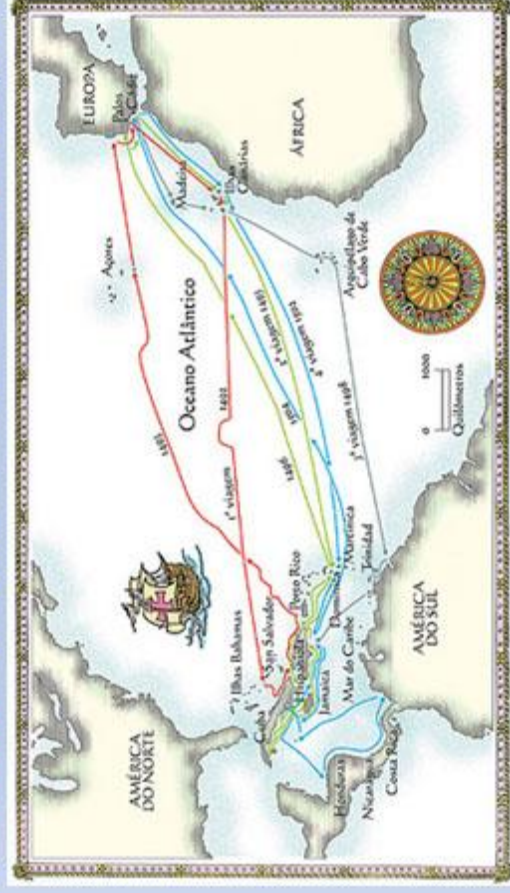 EUROPA
Palos
Cádiz
Açores
Madeira
Ilhas
Canárias
ÁFRICA
Oceano Atlântico
1493
1ª viagem
1492
2ª viagem 1493
4ª viagem 1502
1504
1496
Arquipélago de
Cabo Verde
3ª viagem 1498
0
1000
Quilómetros
AMÉRICA
DO NORTE
Ilhas Bahamas
San Salvador
Cuba
Hispaniola
Porto Rico
Jamaica
Dominica
Martinica
Mar do Caribe
Trinidad
Honduras
Nicarágua
Costa Rica
AMÉRICA
DO SUL